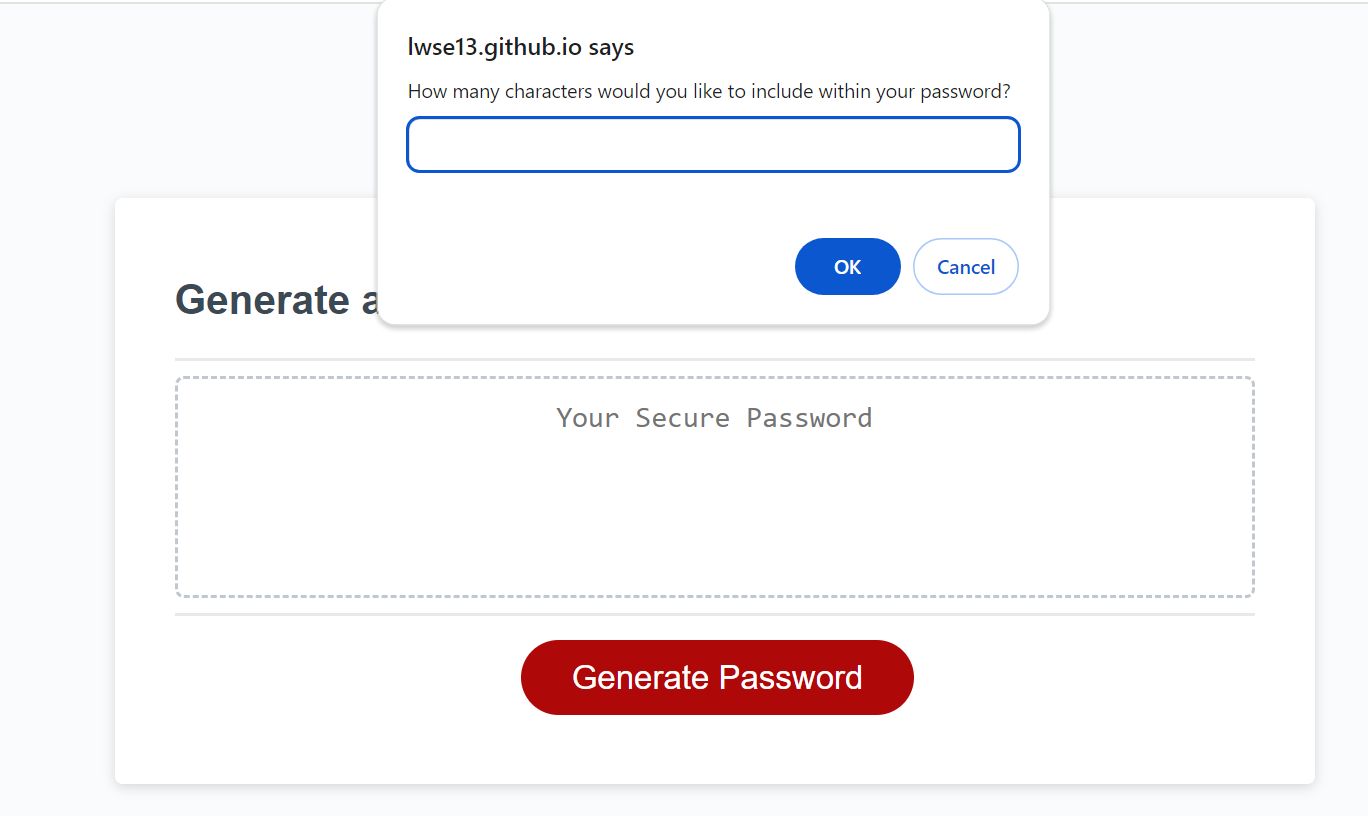 lwse13.github.io says
How many characters would you like to include within your password?
OK
Cancel
Generate a
Your Secure Password
Generate Password